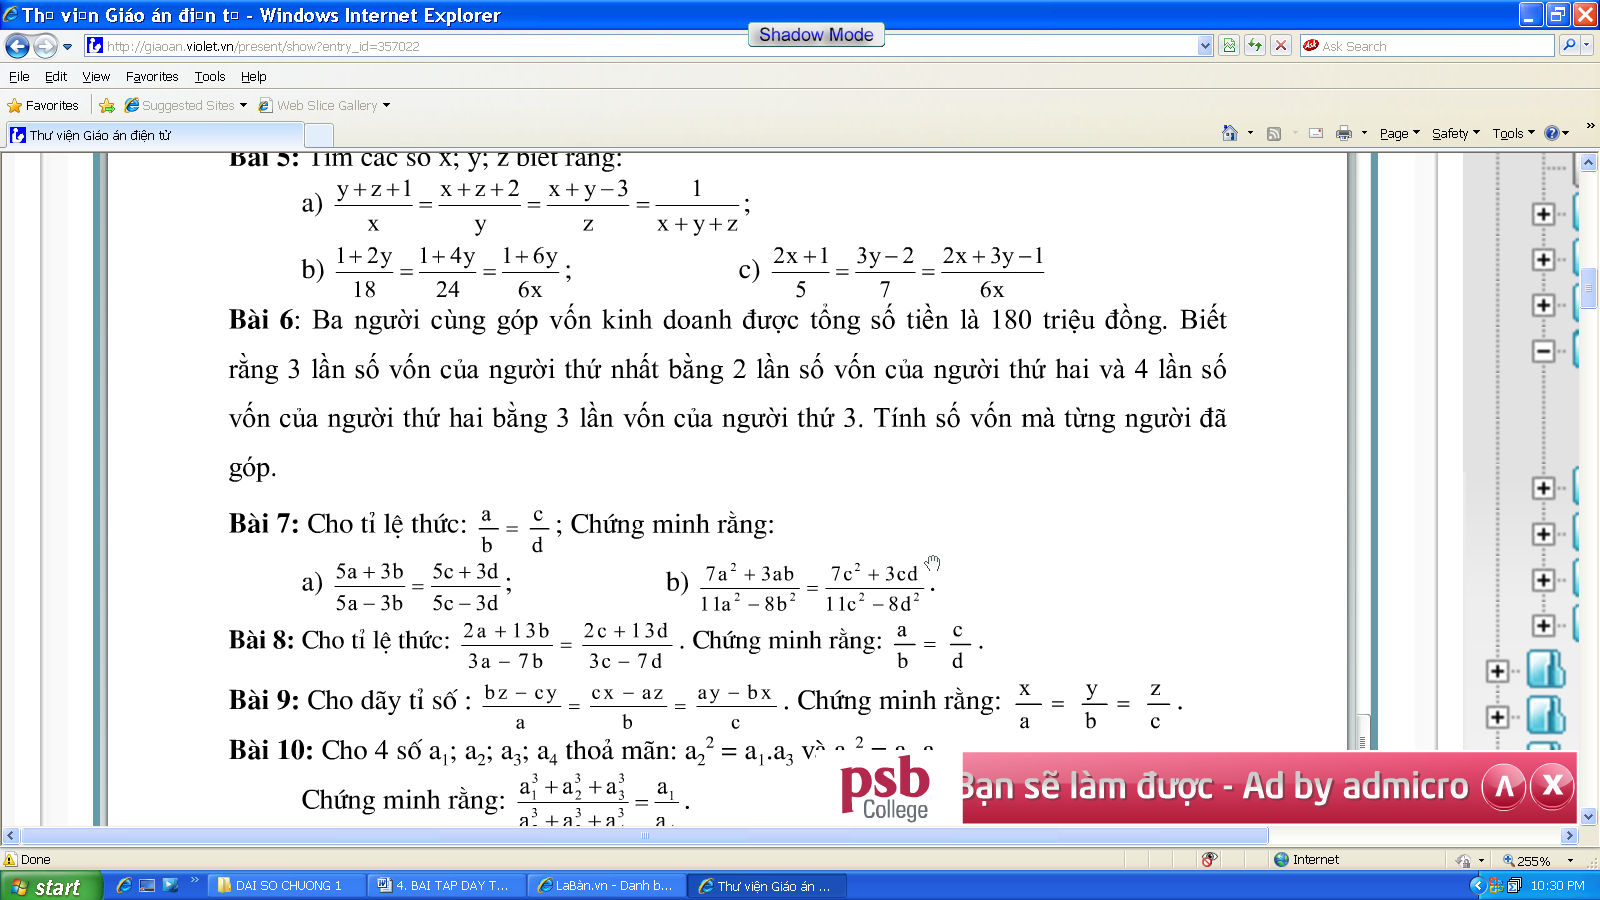 Thư viện Giáo án điện tử - Windows Internet Explorer
Shadow Mode
http://giaoan.violet.vn/present/show?entry_id=357022
Ask Search
File Edit View Favorites Tools Help
Favorites Suggested Sites Web Slice Gallery
Thư viện Giáo án điện tử
Page Safety Tools »
Bài 5: Tìm các số x; y; z biết rằng:
a) (y + z + 1)/x = (x + z + 2)/y = (x + y − 3)/z = 1/(x + y + z);
b) (1 + 2y)/18 = (1 + 4y)/24 = (1 + 6y)/6x; c) (2x + 1)/5 = (3y − 2)/7 = (2x + 3y − 1)/6x
Bài 6: Ba người cùng góp vốn kinh doanh được tổng số tiền là 180 triệu đồng. Biết
rằng 3 lần số vốn của người thứ nhất bằng 2 lần số vốn của người thứ hai và 4 lần số
vốn của người thứ hai bằng 3 lần vốn của người thứ 3. Tính số vốn mà từng người đã
góp.
Bài 7: Cho tỉ lệ thức: a/b = c/d; Chứng minh rằng:
a) (5a + 3b)/(5a − 3b) = (5c + 3d)/(5c − 3d); b) (7a² + 3ab)/(11a² − 8b²) = (7c² + 3cd)/(11c² − 8d²).
Bài 8: Cho tỉ lệ thức: (2a + 13b)/(3a − 7b) = (2c + 13d)/(3c − 7d). Chứng minh rằng: a/b = c/d.
Bài 9: Cho dãy tỉ số : (bz − cy)/a = (cx − az)/b = (ay − bx)/c. Chứng minh rằng: x/a = y/b = z/c.
Bài 10: Cho 4 số a₁; a₂; a₃; a₄ thoả mãn: a₂² = a₁.a₃ và
Chứng minh rằng: (a₁³ + a₂³ + a₃³)/ = a₁/ .
psb College
Bạn sẽ làm được - Ad by admicro
Done Internet 255%
start » DAI SO CHUONG 1 4. BAI TAP DAY T... LaBàn.vn - Danh b... Thư viện Giáo án ... 10:30 PM